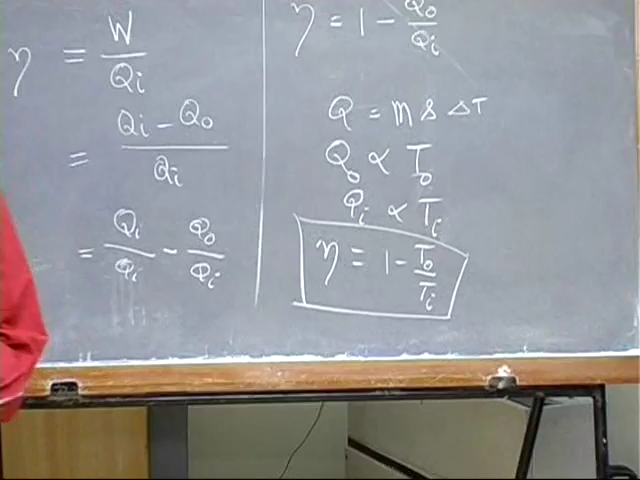 η = W/Qi
= Qi - Qo/Qi
= Qi/Qi - Qo/Qi
η = 1 - Qo/Qi
Q = m s ΔT
Qo ∝ To
Qi ∝ Ti
η = 1 - To/Ti